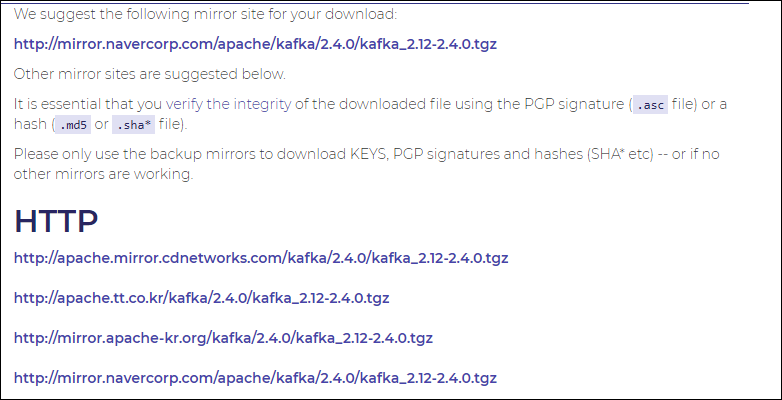 We suggest the following mirror site for your download:
http://mirror.navercorp.com/apache/kafka/2.4.0/kafka_2.12-2.4.0.tgz
Other mirror sites are suggested below.
It is essential that you verify the integrity of the downloaded file using the PGP signature ( .asc file) or a
hash ( .md5 or .sha* file).
Please only use the backup mirrors to download KEYS, PGP signatures and hashes (SHA* etc) -- or if no
other mirrors are working.
HTTP
http://apache.mirror.cdnetworks.com/kafka/2.4.0/kafka_2.12-2.4.0.tgz
http://apache.tt.co.kr/kafka/2.4.0/kafka_2.12-2.4.0.tgz
http://mirror.apache-kr.org/kafka/2.4.0/kafka_2.12-2.4.0.tgz
http://mirror.navercorp.com/apache/kafka/2.4.0/kafka_2.12-2.4.0.tgz